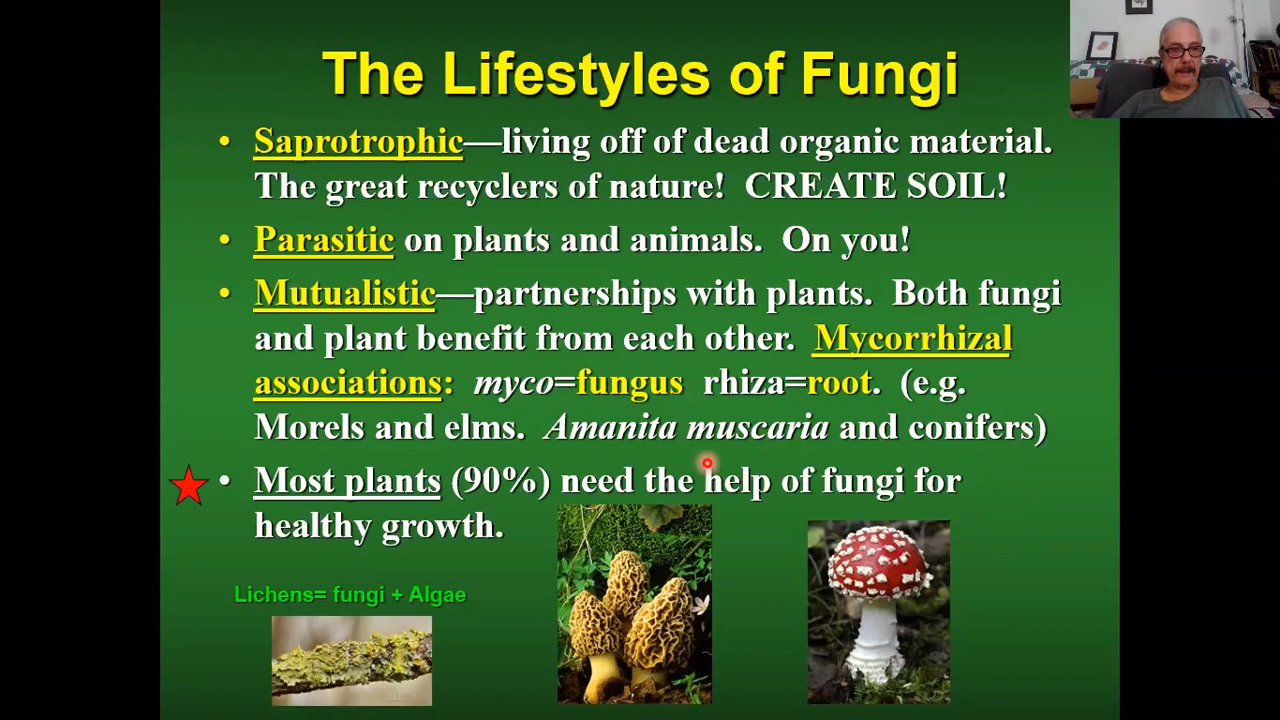 The Lifestyles of Fungi
• Saprotrophic—living off of dead organic material.
The great recyclers of nature!  CREATE SOIL!
• Parasitic on plants and animals.  On you!
• Mutualistic—partnerships with plants.  Both fungi
and plant benefit from each other.  Mycorrhizal
associations:  myco=fungus  rhiza=root.  (e.g.
Morels and elms.  Amanita muscaria and conifers)
• Most plants (90%) need the help of fungi for
healthy growth.
Lichens= fungi + Algae